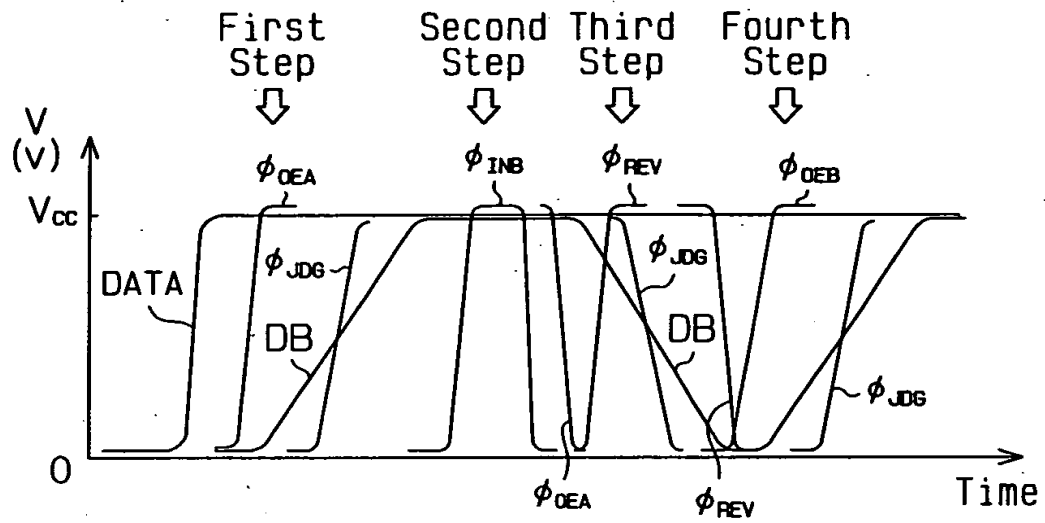 First Step
Second Step
Third Step
Fourth Step
V
(v)
Vcc
ϕOEA
ϕINB
ϕREV
ϕOEB
ϕJDG
ϕJDG
DATA
DB
DB
ϕJDG
0
ϕOEA
ϕREV
Time